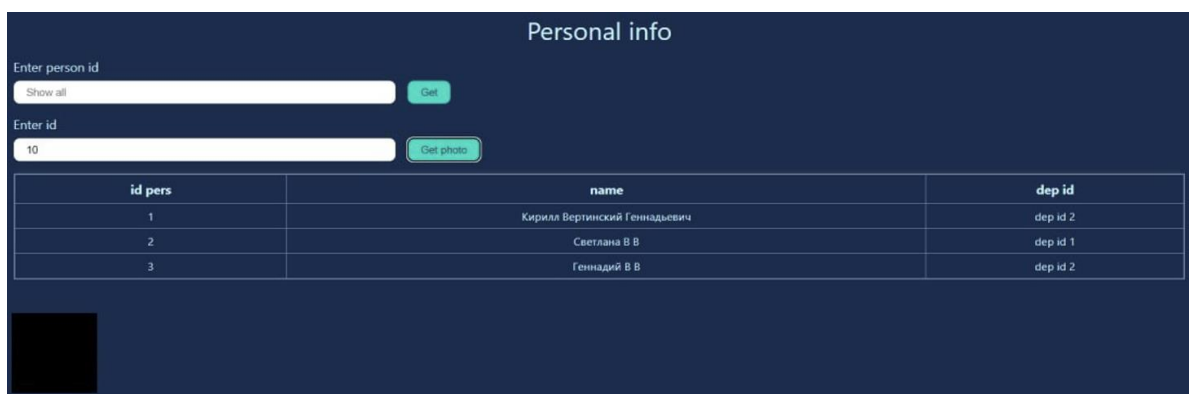 Personal info
Enter person id
Show all Get
Enter id
10 Get photo
id pers name dep id
1 Кирилл Вертинский Геннадьевич dep id 2
2 Светлана В В dep id 1
3 Геннадий В В dep id 2